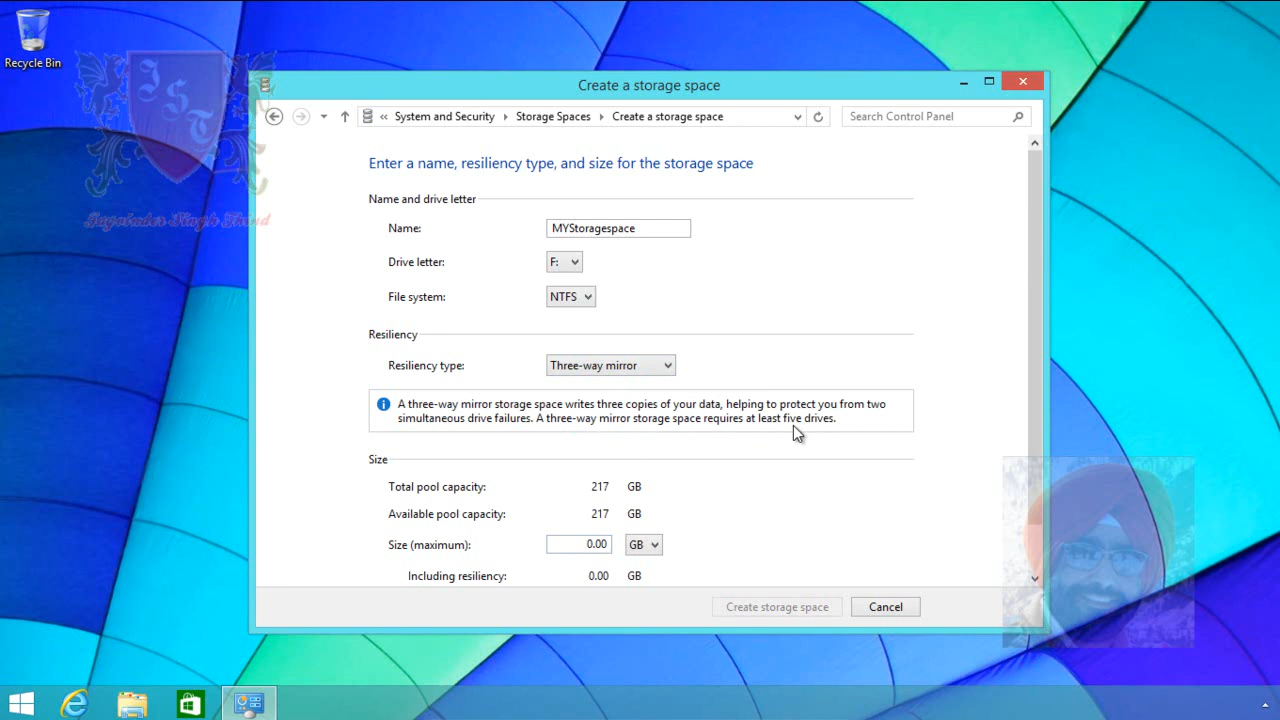 Recycle Bin
IST
Jagvinder Singh Thind
Create a storage space
« System and Security ▸ Storage Spaces ▸ Create a storage space
Search Control Panel
Enter a name, resiliency type, and size for the storage space
Name and drive letter
Name: MYStoragespace
Drive letter: F:
File system: NTFS
Resiliency
Resiliency type: Three-way mirror
A three-way mirror storage space writes three copies of your data, helping to protect you from two
simultaneous drive failures. A three-way mirror storage space requires at least five drives.
Size
Total pool capacity: 217 GB
Available pool capacity: 217 GB
Size (maximum): 0.00 GB
Including resiliency: 0.00 GB
Create storage space Cancel